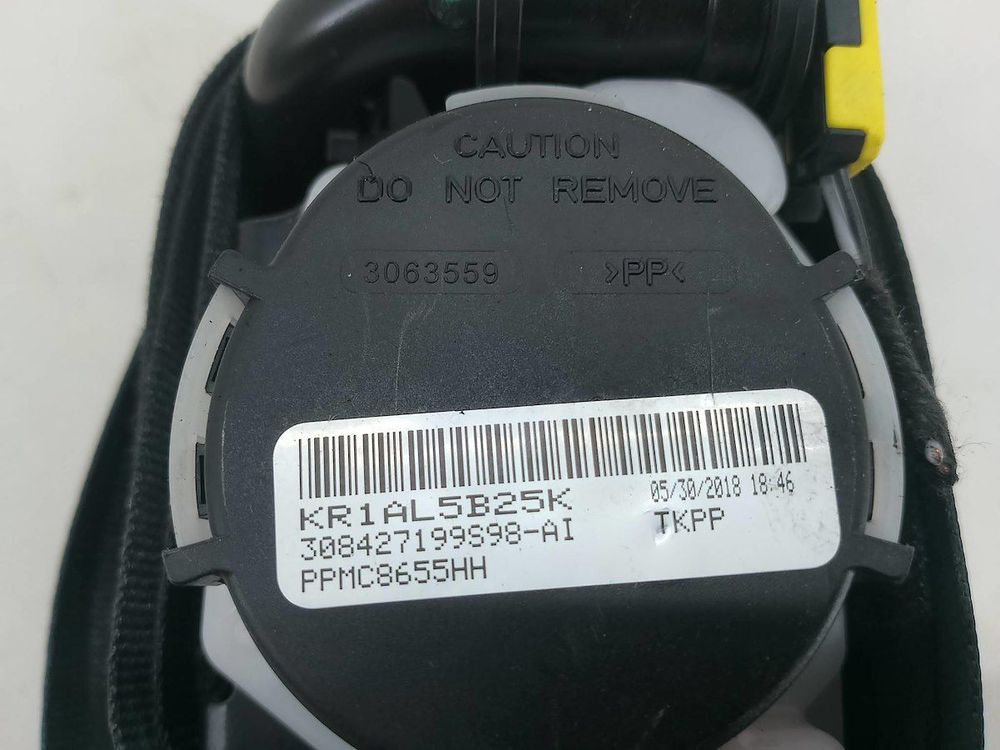 CAUTION
DO NOT REMOVE
3063559 >PP<
KR1AL5B25K 05/30/2018 18:46
308427199S98-AI TKPP
PPMC8655HH